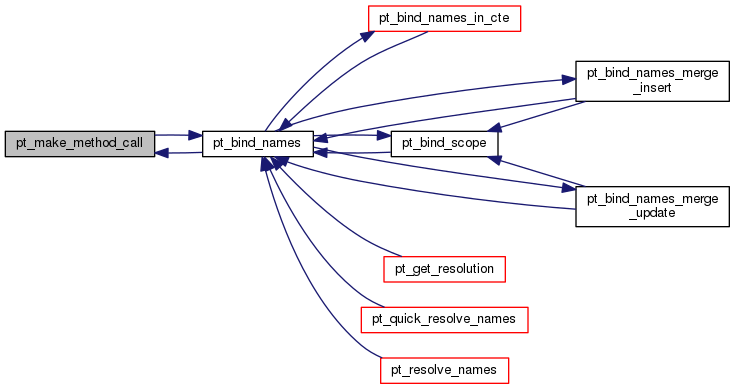 pt_bind_names_in_cte
pt_bind_names_merge
_insert
pt_make_method_call
pt_bind_names
pt_bind_scope
pt_bind_names_merge
_update
pt_get_resolution
pt_quick_resolve_names
pt_resolve_names